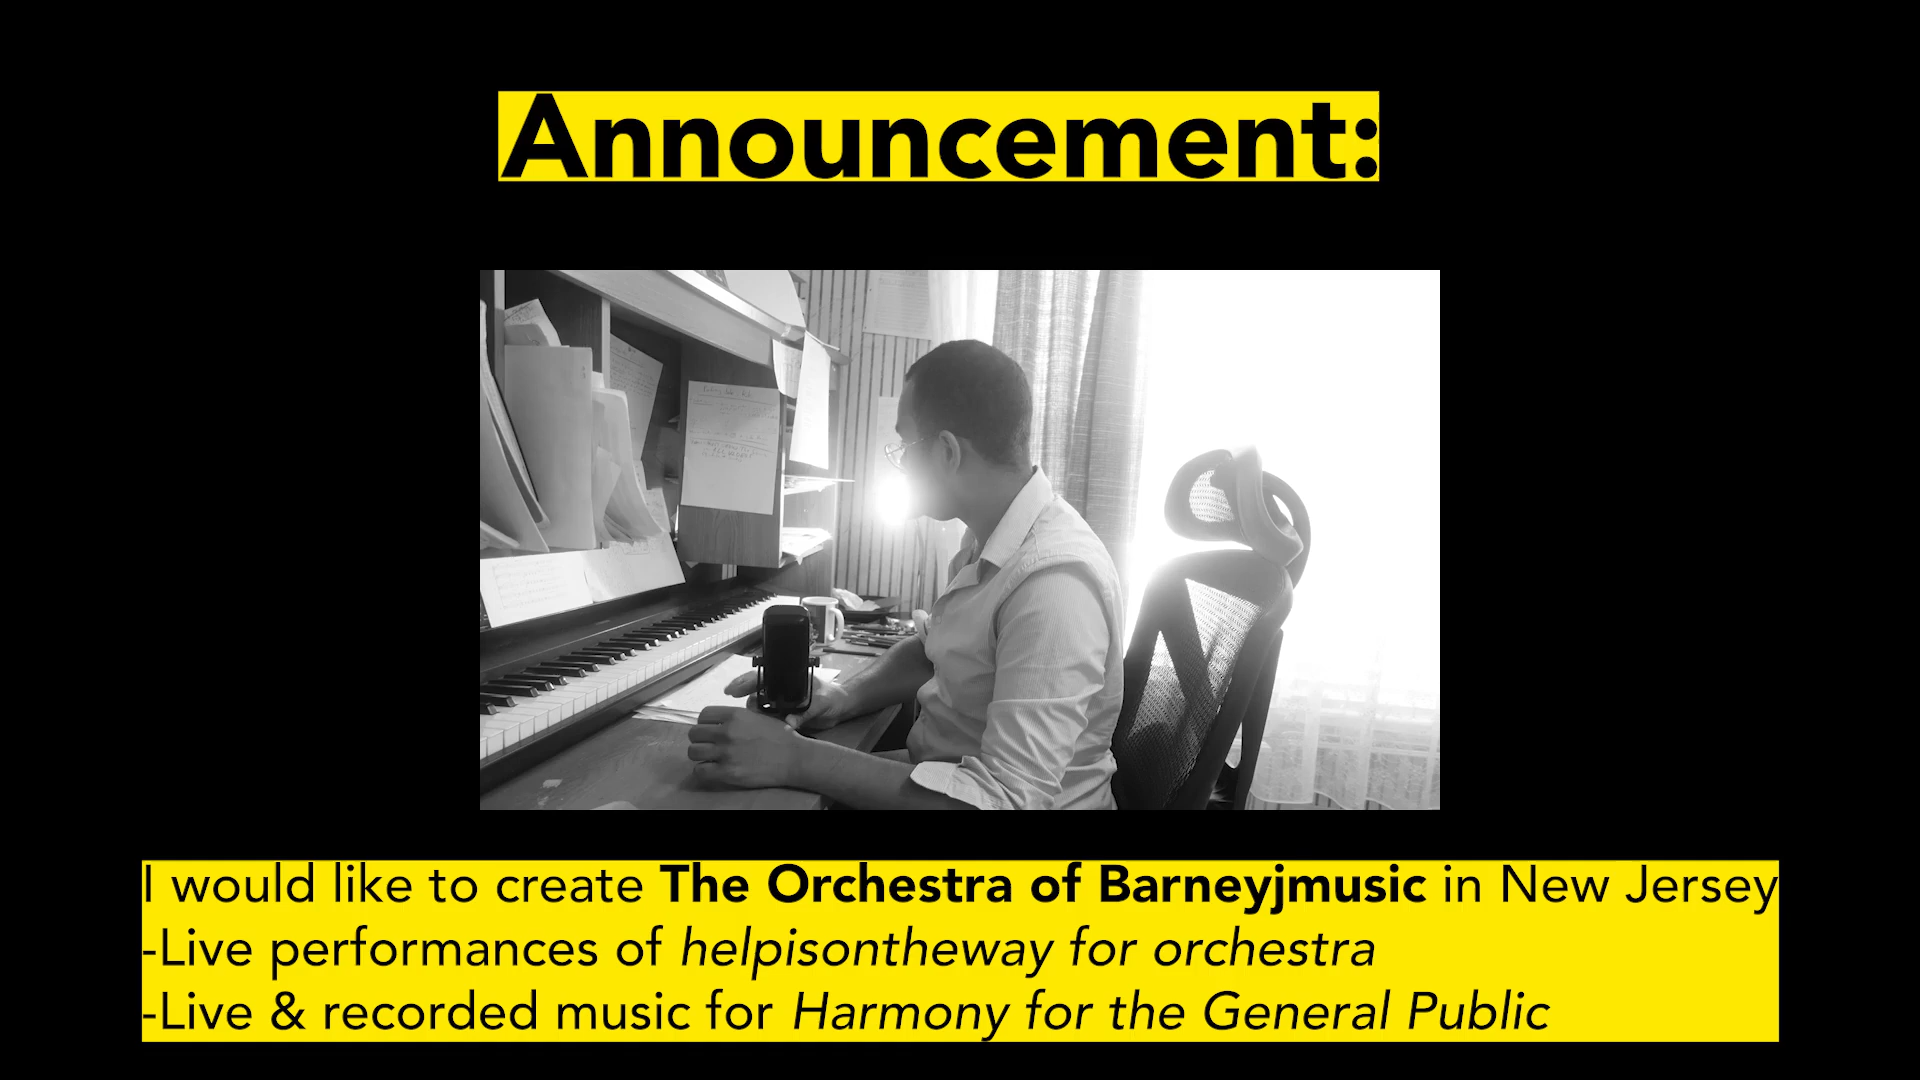 Announcement:
I would like to create The Orchestra of Barneyjmusic in New Jersey
-Live performances of helpisontheway for orchestra
-Live & recorded music for Harmony for the General Public